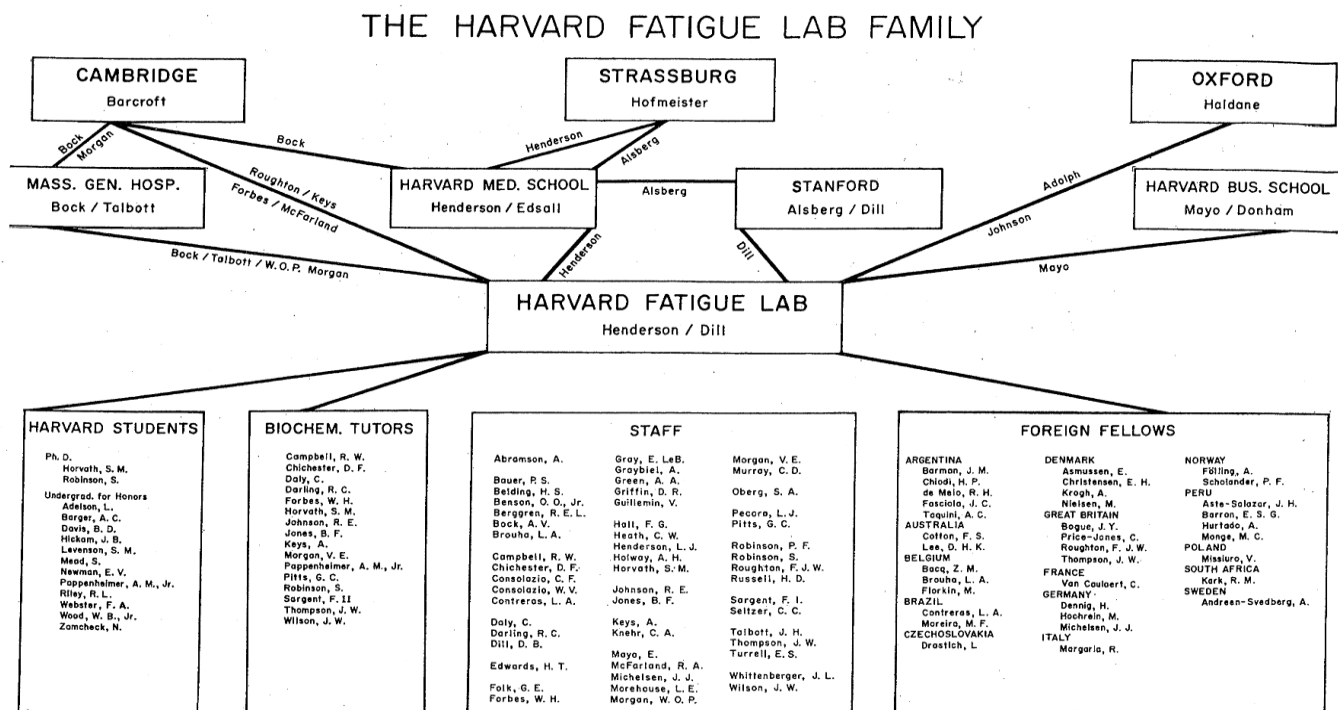 THE HARVARD FATIGUE LAB FAMILY
CAMBRIDGE
Barcroft
STRASSBURG
Hofmeister
OXFORD
Haldane
Bock
Morgan
Bock
Henderson
Alsberg
Roughton / Keys
Forbes / McFarland
Adolph
Johnson
MASS. GEN. HOSP.
Bock / Talbott
HARVARD MED. SCHOOL
Henderson / Edsall
Alsberg
STANFORD
Alsberg / Dill
HARVARD BUS. SCHOOL
Mayo / Donham
Bock / Talbott / W.O.P. Morgan
Henderson
Dill
Mayo
HARVARD FATIGUE LAB
Henderson / Dill
HARVARD STUDENTS
Ph. D.
Horvath, S. M.
Robinson, S.
Undergrad. for Honors
Adelson, L.
Barger, A. C.
Davis, B. D.
Hickam, J. B.
Levenson, S. M.
Mead, S.
Newman, E. V.
Pappenheimer, A. M., Jr.
Riley, R. L.
Webster, F. A.
Wood, W. B., Jr.
Zamcheck, N.
BIOCHEM. TUTORS
Campbell, R. W.
Chichester, D. F.
Daly, C.
Darling, R. C.
Forbes, W. H.
Horvath, S. M.
Johnson, R. E.
Jones, B. F.
Keys, A.
Morgan, V. E.
Pappenheimer, A. M., Jr.
Pitts, G. C.
Robinson, S.
Sargent, F. II
Thompson, J. W.
Wilson, J. W.
STAFF
Abramson, A.
Bauer, P. S.
Belding, H. S.
Benson, O. O., Jr.
Berggren, R. E. L.
Bock, A. V.
Brouha, L. A.
Campbell, R. W.
Chichester, D. F.
Consolazio, C. F.
Consolazio, W. V.
Contreras, L. A.
Daly, C.
Darling, R. C.
Dill, D. B.
Edwards, H. T.
Folk, G. E.
Forbes, W. H.
Gray, E. LeB.
Graybiel, A.
Green, A. A.
Griffin, D. R.
Guillemin, V.
Hall, F. G.
Heath, C. W.
Henderson, L. J.
Holway, A. H.
Horvath, S. M.
Johnson, R. E.
Jones, B. F.
Keys, A.
Knehr, C. A.
Mayo, E.
McFarland, R. A.
Michelsen, J. J.
Morehouse, L. E.
Morgan, W. O. P.
Morgan, V. E.
Murray, C. D.
Oberg, S. A.
Pecora, L. J.
Pitts, G. C.
Robinson, P. F.
Robinson, S.
Roughton, F. J. W.
Russell, H. D.
Sargent, F. I.
Seltzer, C. C.
Talbott, J. H.
Thompson, J. W.
Turrell, E. S.
Whittenberger, J. L.
Wilson, J. W.
FOREIGN FELLOWS
ARGENTINA
Barman, J. M.
Chiodi, H. P.
de Melo, R. H.
Fasciolo, J. C.
Taquini, A. C.
AUSTRALIA
Cotton, F. S.
Lee, D. H. K.
BELGIUM
Bacq, Z. M.
Brouha, L. A.
Florkin, M.
BRAZIL
Contreras, L. A.
Moreira, M. F.
CZECHOSLOVAKIA
Drastich, L
DENMARK
Asmussen, E.
Christensen, E. H.
Krogh, A.
Nielsen, M.
GREAT BRITAIN
Bogue, J. Y.
Price-Jones, C.
Roughton, F. J. W.
Thompson, J. W.
FRANCE
Van Caulaert, C.
GERMANY
Dennig, H.
Hochrein, M.
Michelsen, J. J.
ITALY
Margaria, R.
NORWAY
Fölling, A.
Scholander, P. F.
PERU
Aste-Salazar, J. H.
Barron, E. S. G.
Hurtado, A.
Monge, M. C.
POLAND
Missiuro, V.
SOUTH AFRICA
Kark, R. M.
SWEDEN
Andreen-Svedberg, A.